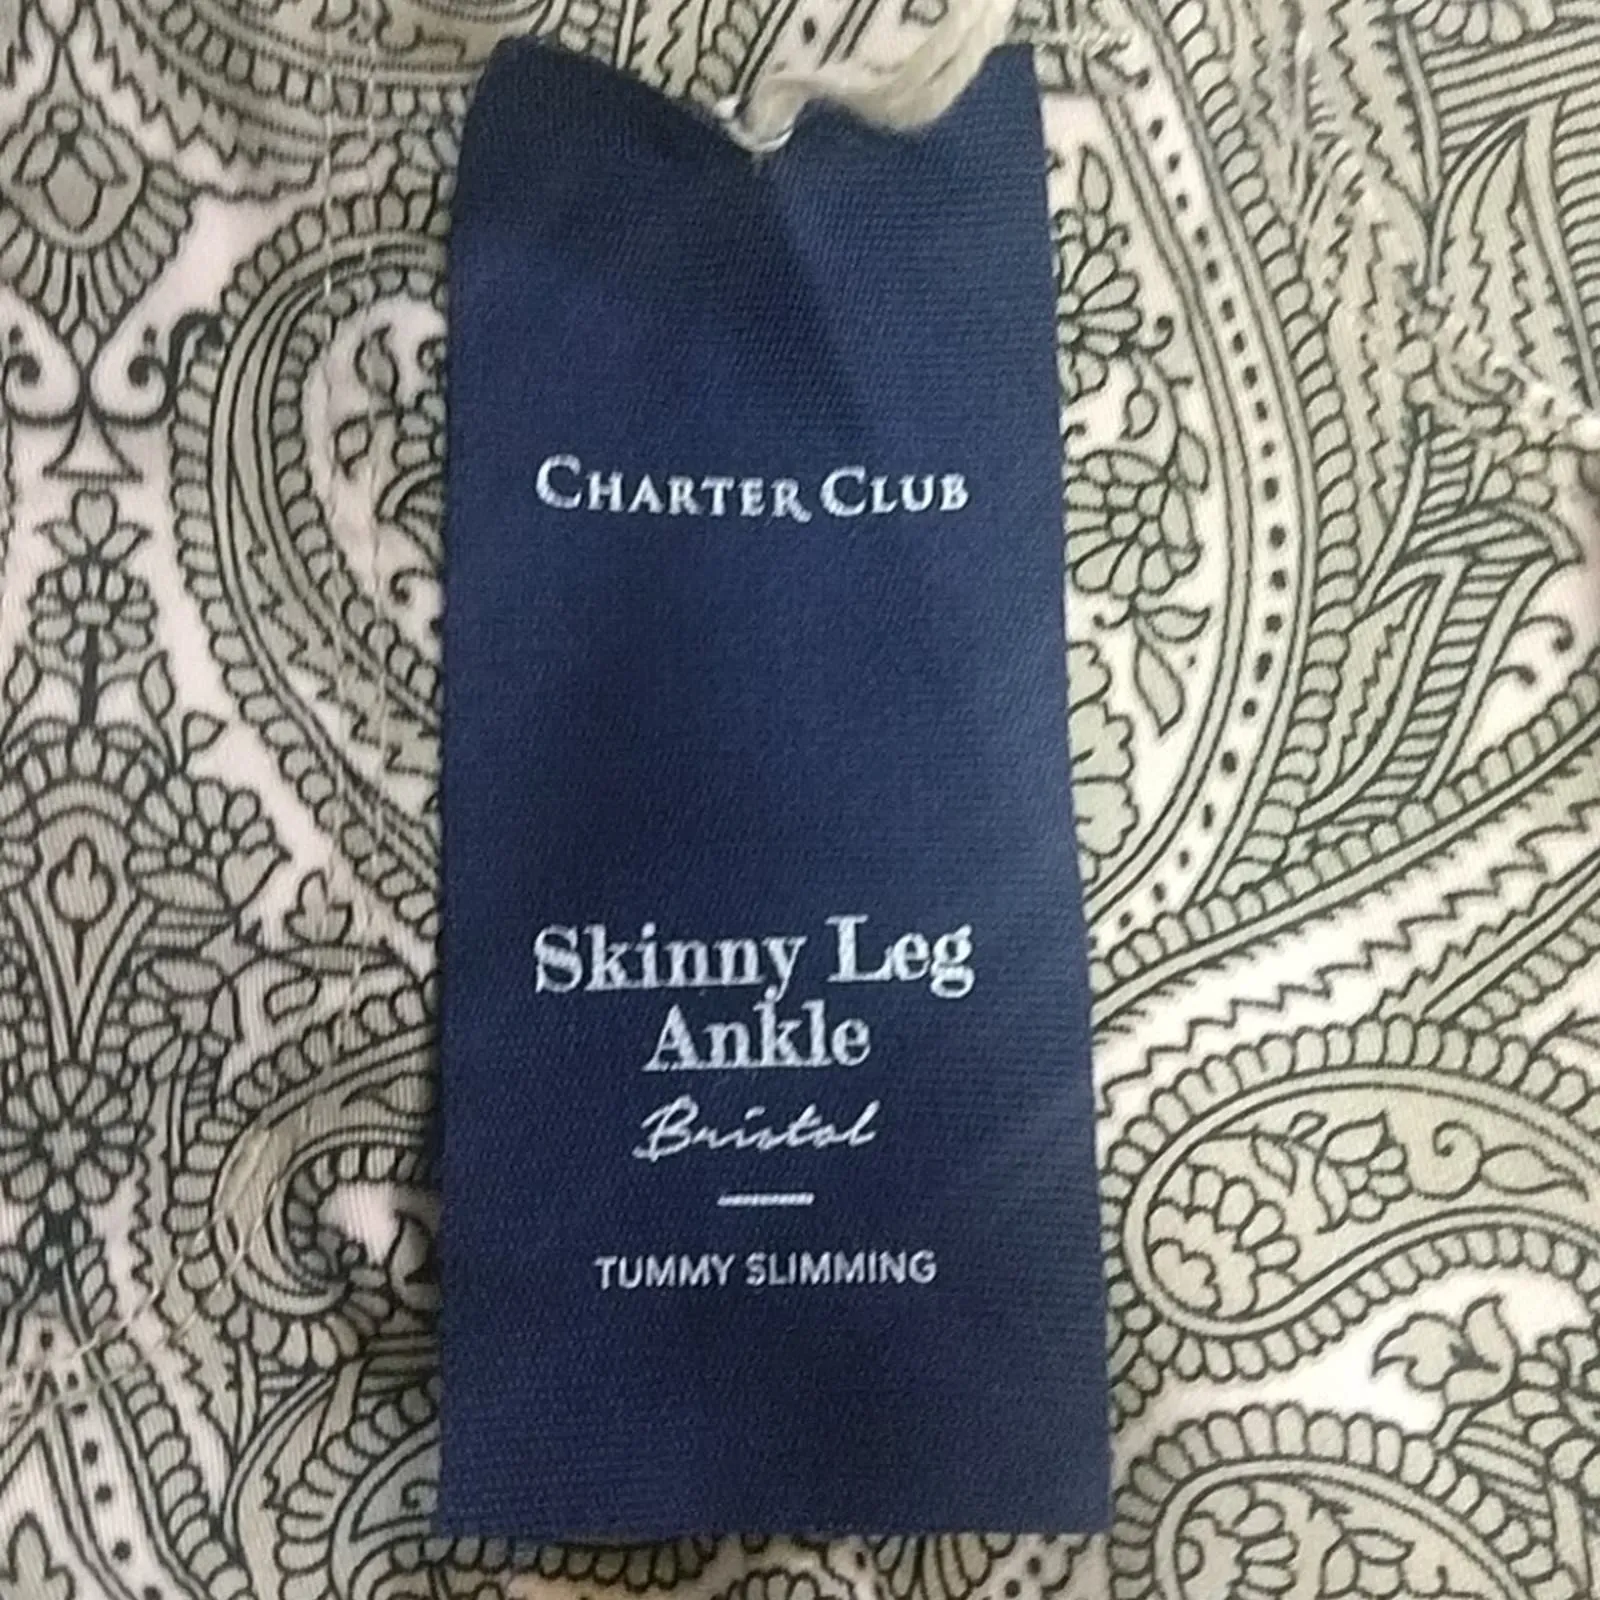 CHARTER CLUB
Skinny Leg
Ankle
Bristol
TUMMY SLIMMING